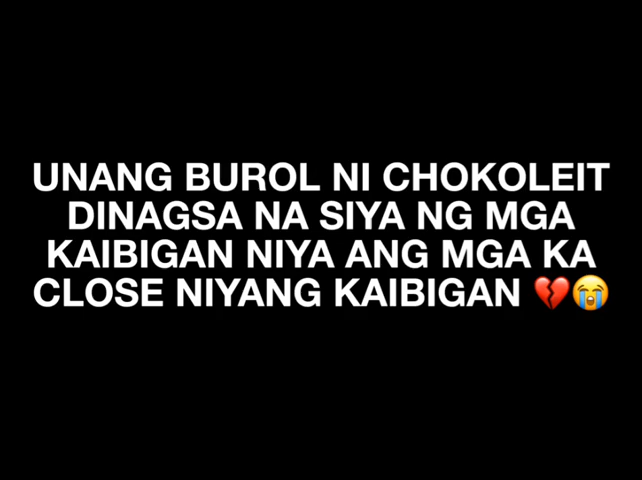 UNANG BUROL NI CHOKOLEIT
DINAGSA NA SIYA NG MGA
KAIBIGAN NIYA ANG MGA KA
CLOSE NIYANG KAIBIGAN 💔😭